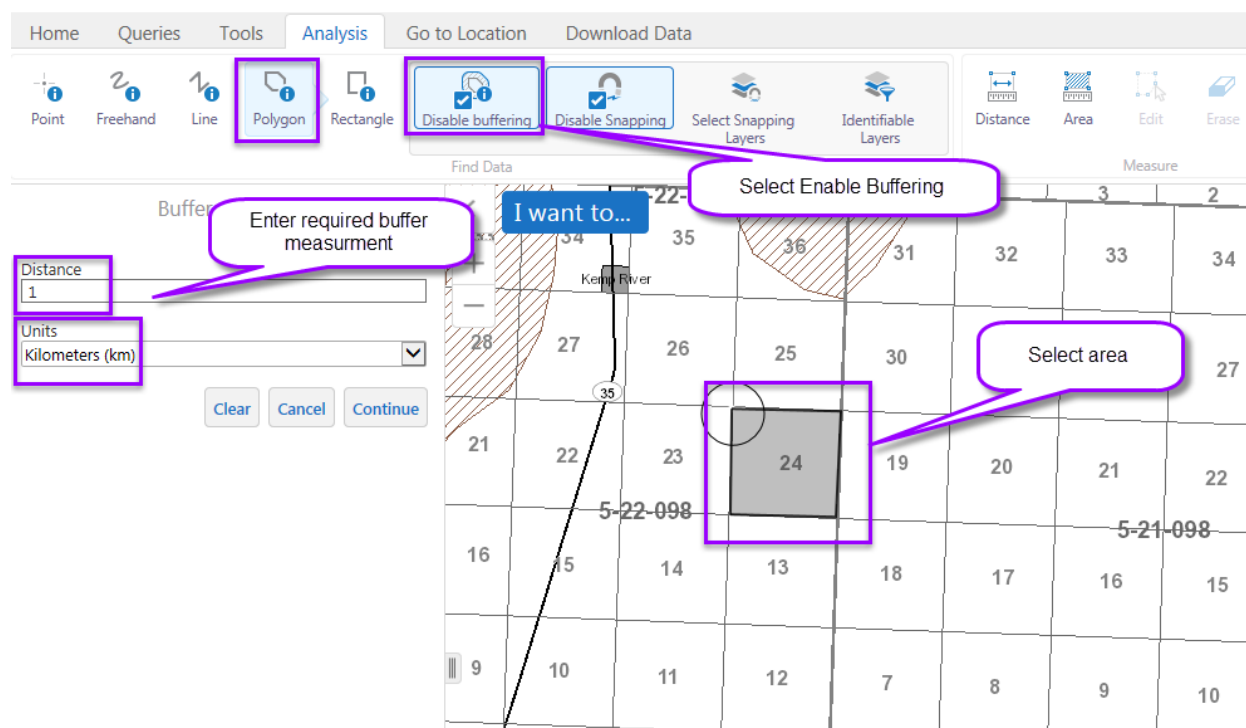 Home Queries Tools Analysis Go to Location Download Data
Point Freehand Line Polygon Rectangle Disable buffering Disable Snapping Select Snapping Layers Identifiable Layers Distance Area Edit Erase
Find Data Measure
Select Enable Buffering
Buffer
Enter required buffer
measurment
Distance
1
Units
Kilometers (km)
Clear Cancel Continue
I want to...
5-22- 3 2
34 35 36 31 32 33 34
Kemp River
28 27 26 25 30 27
Select area
35
21 22 23 24 19 20 21 22
5-22-098
5-21-098
16 15 14 13 18 17 16 15
9 10 11 12 7 8 9 10